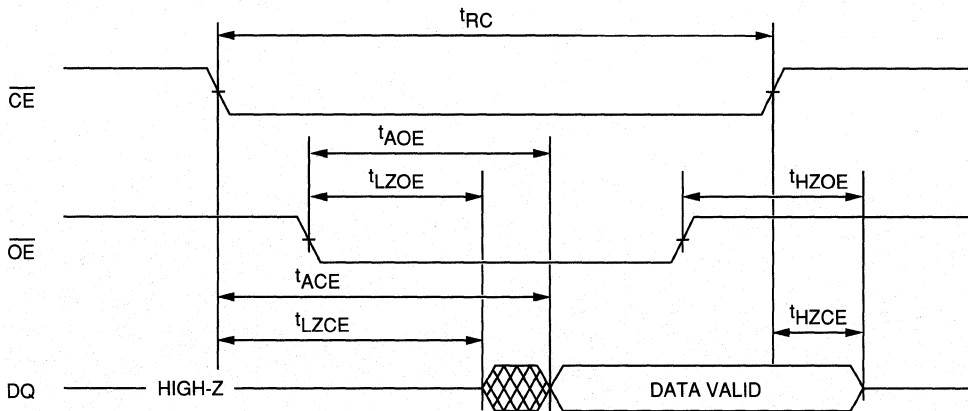 tRC
CE
tAOE
tLZOE
tHZOE
OE
tACE
tLZCE
tHZCE
DQ
HIGH-Z
DATA VALID